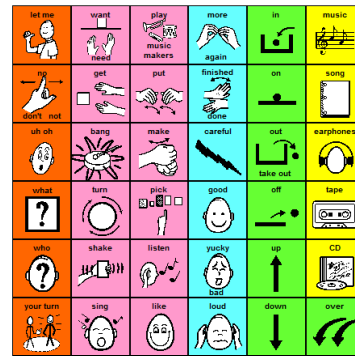 let me want play more in music
need music makers again
no get put finished on song
don't not done
uh oh bang make careful out earphones
take out
what turn pick good off tape
who shake listen yucky up CD
bad
your turn sing like loud down over